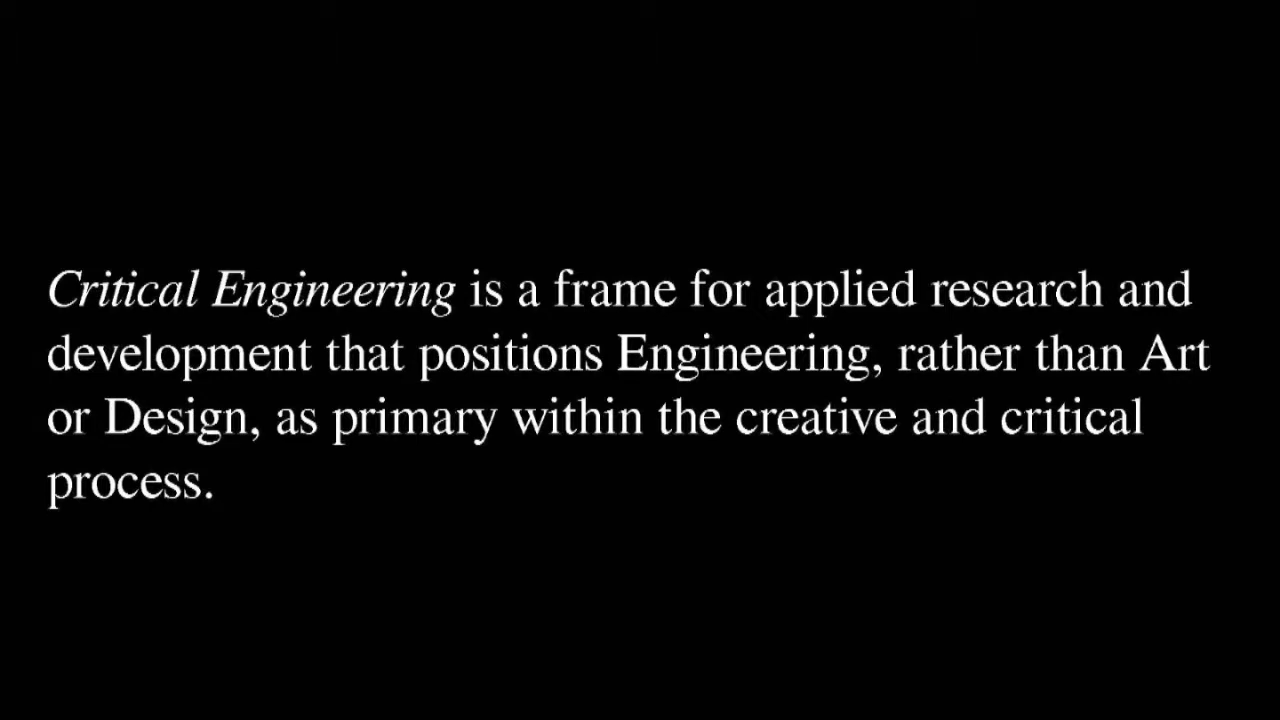 Critical Engineering is a frame for applied research and
development that positions Engineering, rather than Art
or Design, as primary within the creative and critical
process.